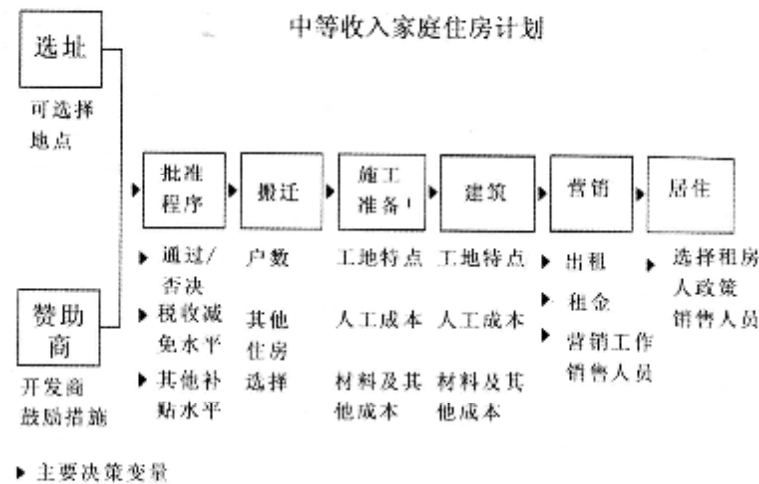 中等收入家庭住房计划
选址
可选择
地点
赞助
商
开发商
鼓励措施
批准
程序
通过/
否决
税收减
免水平
其他补
贴水平
搬迁
户数
其他
住房
选择
施工
准备1
工地特点
人工成本
材料及其
他成本
建筑
工地特点
人工成本
材料及其
他成本
营销
出租
租金
营销工作
销售人员
居住
选择租房
人政策
销售人员
主要决策变量